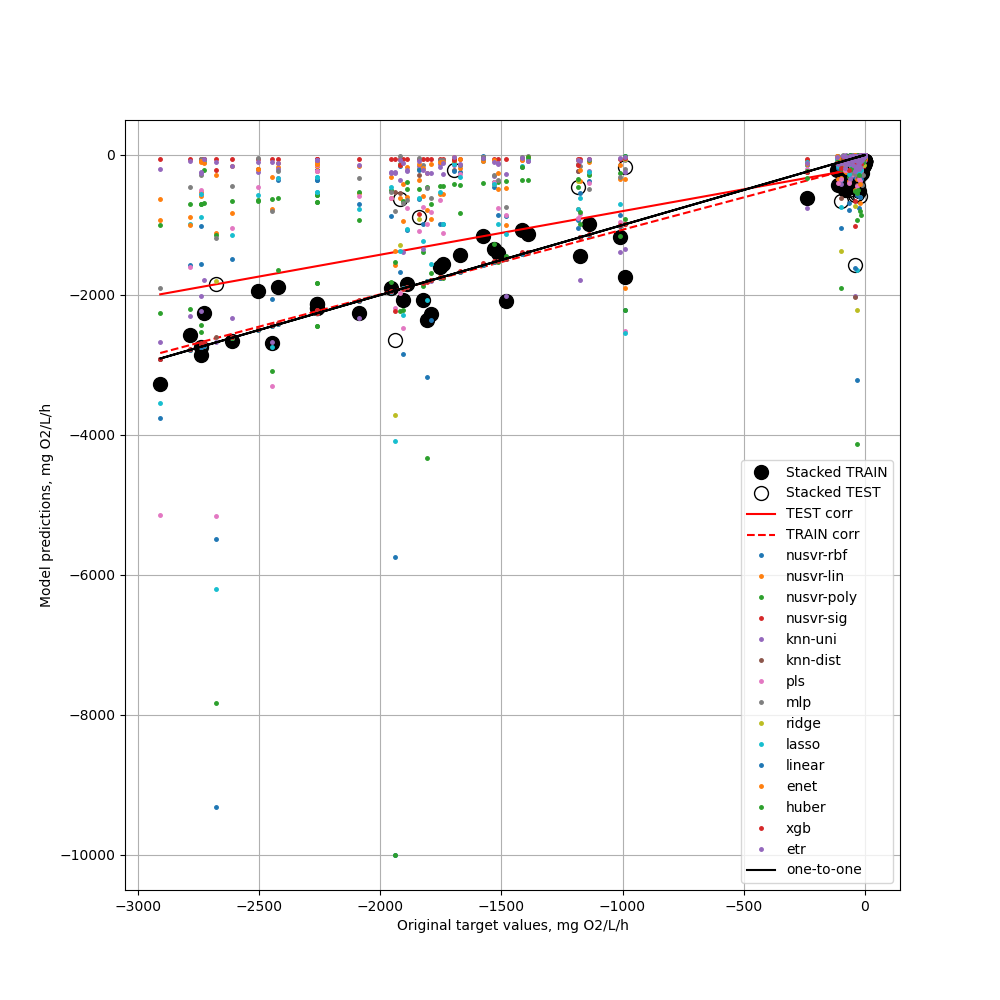 0
−2000
−4000
−6000
−8000
−10000
Model predictions, mg O2/L/h
−3000
−2500
−2000
−1500
−1000
−500
0
Original target values, mg O2/L/h
Stacked TRAIN
Stacked TEST
TEST corr
TRAIN corr
nusvr-rbf
nusvr-lin
nusvr-poly
nusvr-sig
knn-uni
knn-dist
pls
mlp
ridge
lasso
linear
enet
huber
xgb
etr
one-to-one